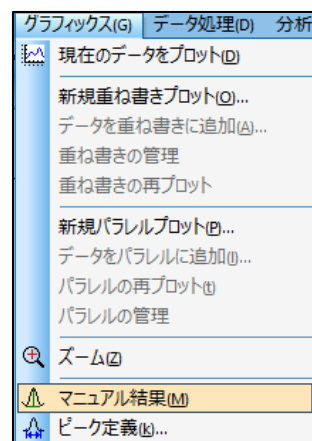 グラフィックス(G) データ処理(D) 分析
現在のデータをプロット(D)
新規重ね書きプロット(O)...
データを重ね書きに追加(A)...
重ね書きの管理
重ね書きの再プロット
新規パラレルプロット(P)...
データをパラレルに追加(I)...
パラレルの再プロット(t)
パラレルの管理
ズーム(Z)
マニュアル結果(M)
ピーク定義(k)...